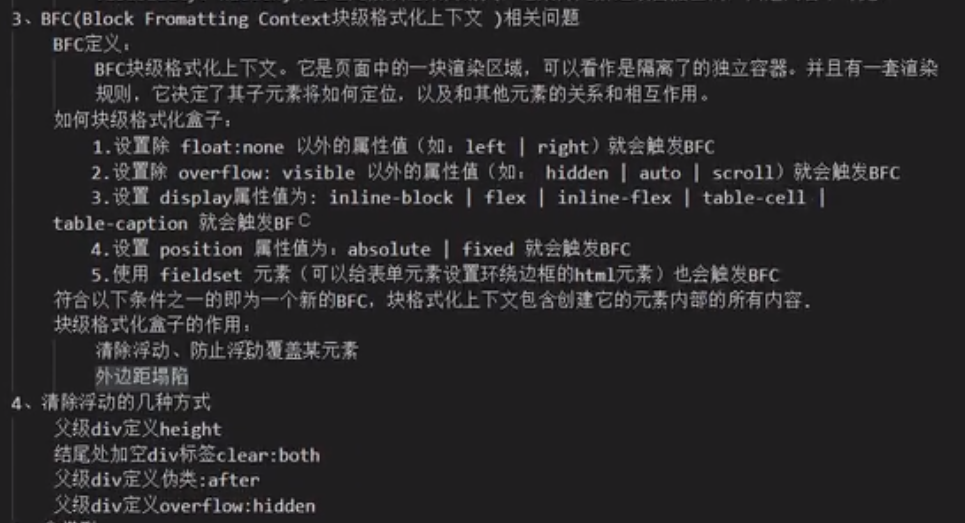 3、BFC(Block Fromatting Context块级格式化上下文 )相关问题
BFC定义:
BFC块级格式化上下文。它是页面中的一块渲染区域，可以看作是隔离了的独立容器。并且有一套渲染
规则，它决定了其子元素将如何定位，以及和其他元素的关系和相互作用。
如何块级格式化盒子:
1.设置除 float:none 以外的属性值（如: left | right）就会触发BFC
2.设置除 overflow: visible 以外的属性值（如: hidden | auto | scroll）就会触发BFC
3.设置 display属性值为: inline-block | flex | inline-flex | table-cell |
table-caption 就会触发BFC
4.设置 position 属性值为: absolute | fixed 就会触发BFC
5.使用 fieldset 元素（可以给表单元素设置环绕边框的html元素）也会触发BFC
符合以下条件之一的即为一个新的BFC，块格式化上下文包含创建它的元素内部的所有内容.
块级格式化盒子的作用:
清除浮动、防止浮动覆盖某元素
外边距塌陷
4、清除浮动的几种方式
父级div定义height
结尾处加空div标签clear:both
父级div定义伪类:after
父级div定义overflow:hidden